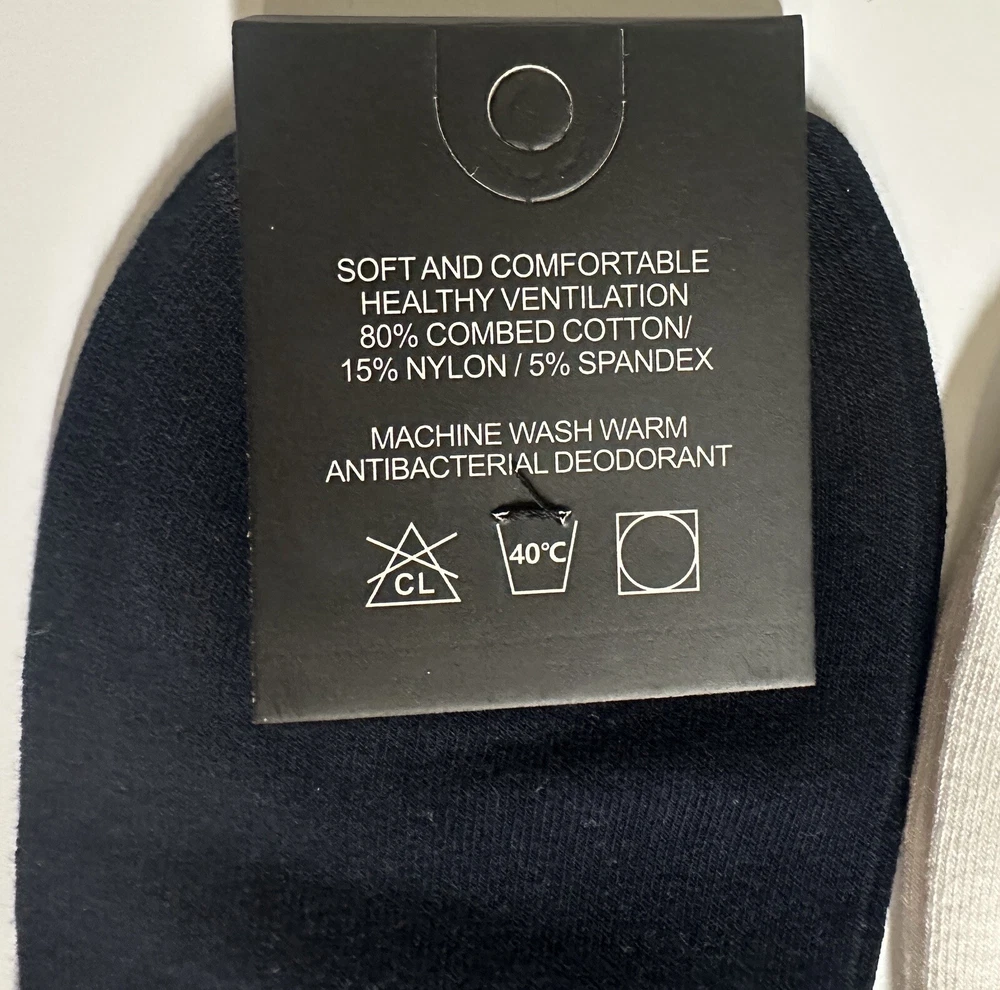 SOFT AND COMFORTABLE
HEALTHY VENTILATION
80% COMBED COTTON/
15% NYLON / 5% SPANDEX
MACHINE WASH WARM
ANTIBACTERIAL DEODORANT
CL 40℃